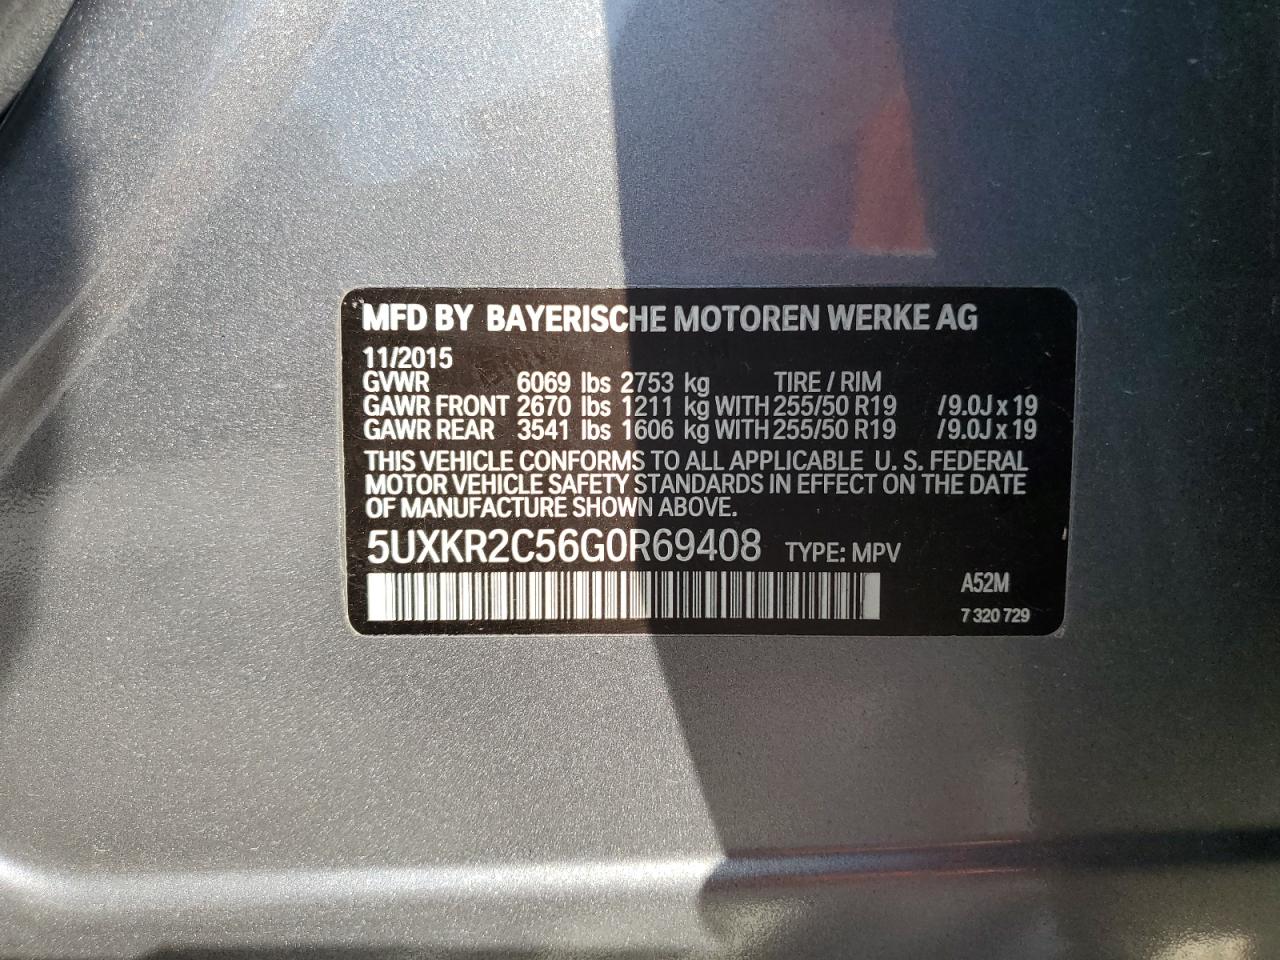 MFD BY BAYERISCHE MOTOREN WERKE AG
11/2015
GVWR 6069 lbs 2753 kg TIRE / RIM
GAWR FRONT 2670 lbs 1211 kg WITH 255/50 R19 /9.0J x 19
GAWR REAR 3541 lbs 1606 kg WITH 255/50 R19 /9.0J x 19
THIS VEHICLE CONFORMS TO ALL APPLICABLE U. S. FEDERAL
MOTOR VEHICLE SAFETY STANDARDS IN EFFECT ON THE DATE
OF MANUFACTURE SHOWN ABOVE.
5UXKR2C56G0R69408 TYPE: MPV
A52M
7 320 729